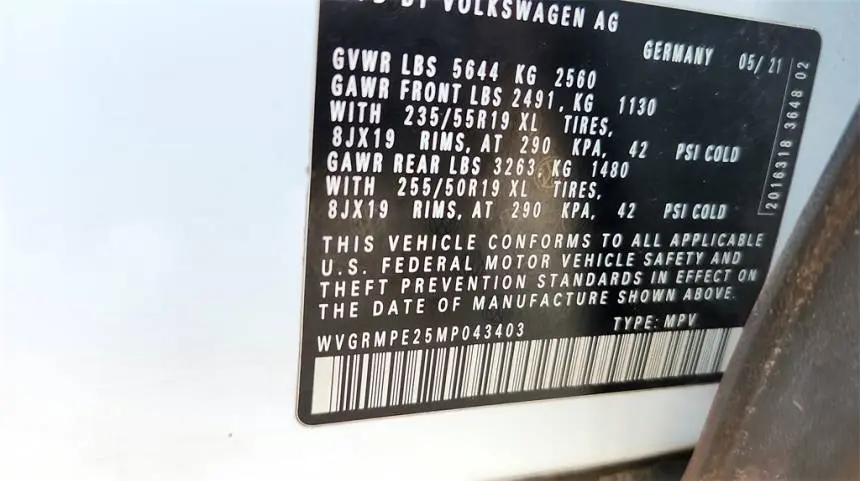 BY VOLKSWAGEN AG
GERMANY 05/21
GVWR LBS 5644 KG 2560
GAWR FRONT LBS 2491, KG 1130
WITH 235/55R19 XL TIRES,
8JX19 RIMS, AT 290 KPA, 42 PSI COLD
GAWR REAR LBS 3263, KG 1480
WITH 255/50R19 XL TIRES,
8JX19 RIMS, AT 290 KPA, 42 PSI COLD
THIS VEHICLE CONFORMS TO ALL APPLICABLE
U.S. FEDERAL MOTOR VEHICLE SAFETY AND
THEFT PREVENTION STANDARDS IN EFFECT ON
THE DATE OF MANUFACTURE SHOWN ABOVE.
WVGRMPE25MP043403 TYPE: MPV
2016318 3648 02